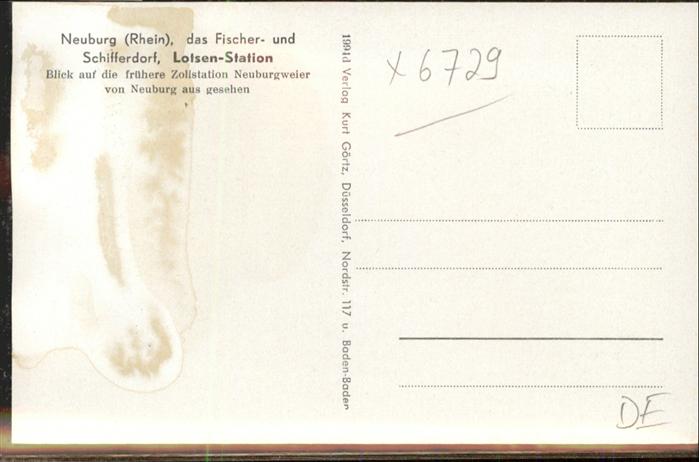 Neuburg (Rhein), das Fischer- und
Schifferdorf, Lotsen-Station
Blick auf die frühere Zollstation Neuburgweier
von Neuburg aus gesehen
1991d Verlag Kurt Görtz, Düsseldorf, Nordstr. 117 u. Baden-Baden
x 6729
DE